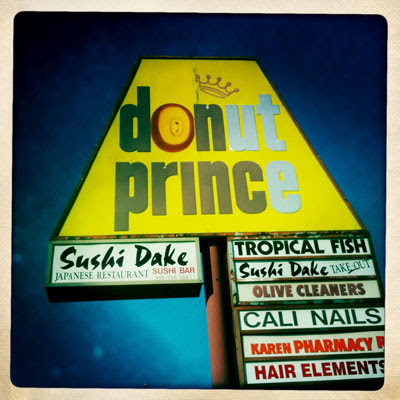 donut
prince
Sushi Dake
JAPANESE RESTAURANT SUSHI BAR
TROPICAL FISH
Sushi Dake TAKE-OUT
OLIVE CLEANERS
CALI NAILS
KAREN PHARMACY
HAIR ELEMENTS